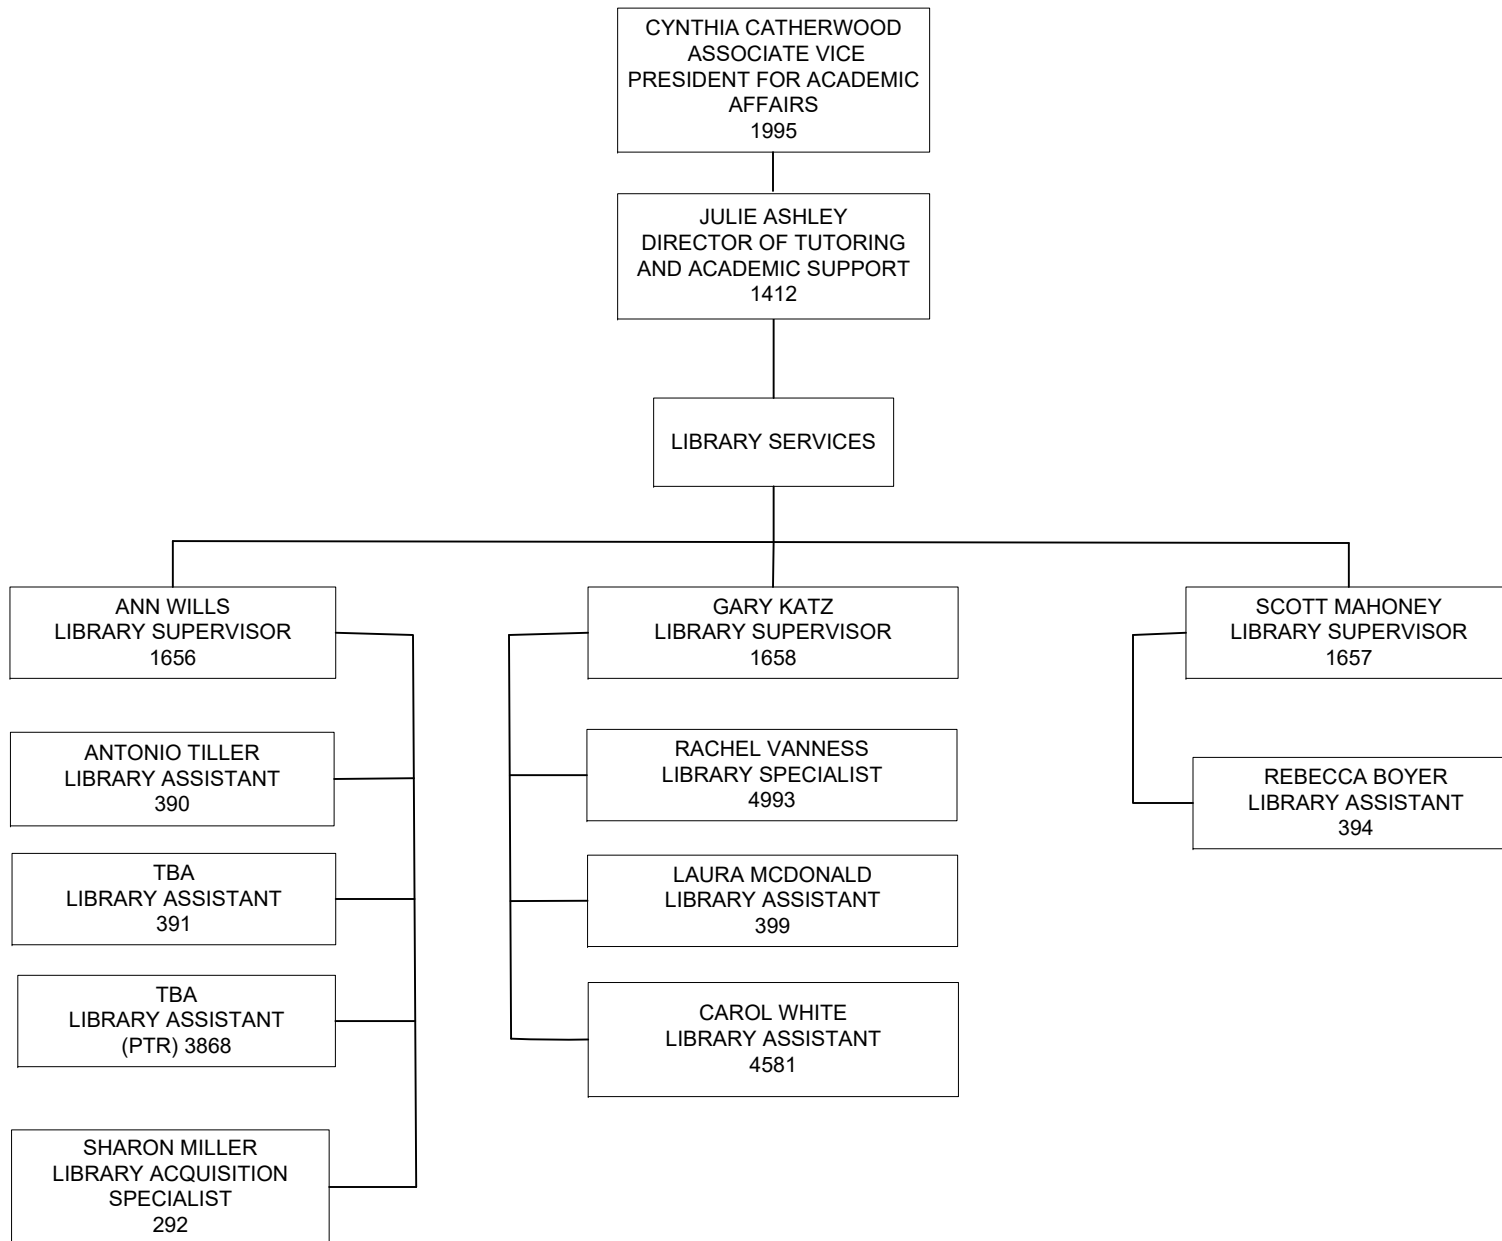 CYNTHIA CATHERWOOD
ASSOCIATE VICE
PRESIDENT FOR ACADEMIC
AFFAIRS
1995
JULIE ASHLEY
DIRECTOR OF TUTORING
AND ACADEMIC SUPPORT
1412
LIBRARY SERVICES
ANN WILLS
LIBRARY SUPERVISOR
1656
ANTONIO TILLER
LIBRARY ASSISTANT
390
TBA
LIBRARY ASSISTANT
391
TBA
LIBRARY ASSISTANT
(PTR) 3868
SHARON MILLER
LIBRARY ACQUISITION
SPECIALIST
292
GARY KATZ
LIBRARY SUPERVISOR
1658
RACHEL VANNESS
LIBRARY SPECIALIST
4993
LAURA MCDONALD
LIBRARY ASSISTANT
399
CAROL WHITE
LIBRARY ASSISTANT
4581
SCOTT MAHONEY
LIBRARY SUPERVISOR
1657
REBECCA BOYER
LIBRARY ASSISTANT
394